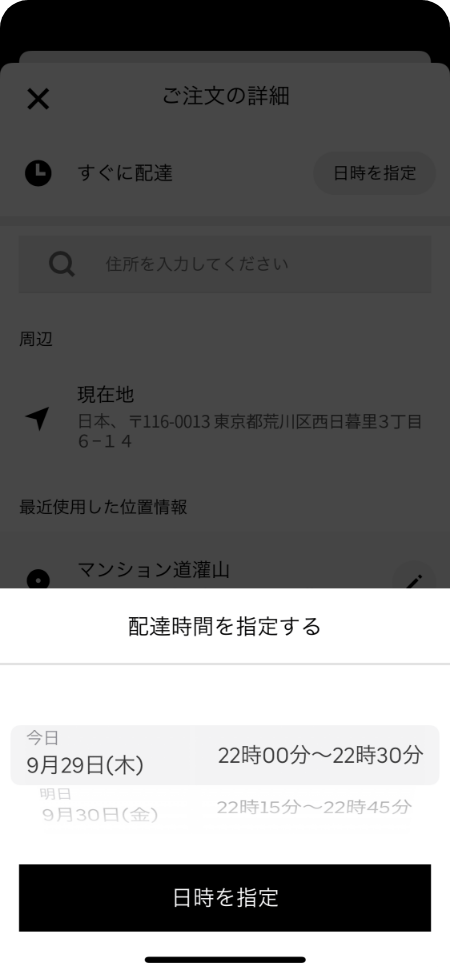 ご注文の詳細
すぐに配達
日時を指定
住所を入力してください
周辺
現在地
日本、〒116-0013 東京都荒川区西日暮里3丁目
６−１４
最近使用した位置情報
マンション道灌山
配達時間を指定する
今日
9月29日(木)
22時00分～22時30分
明日
9月30日(金)
22時15分～22時45分
日時を指定